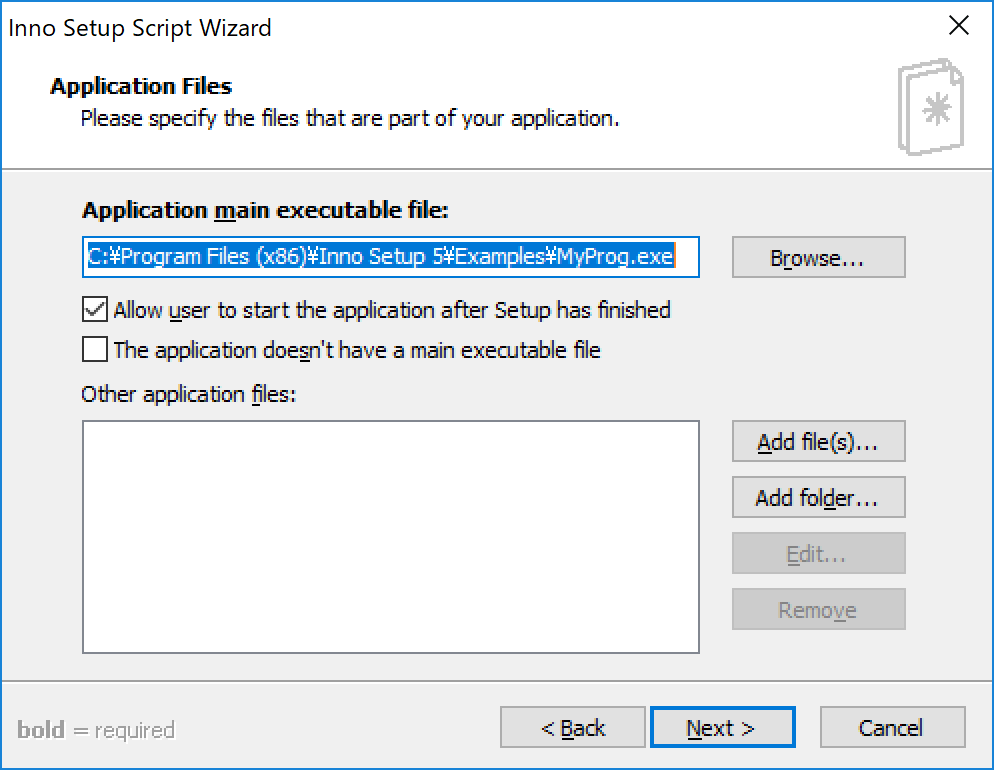 Inno Setup Script Wizard
Application Files
Please specify the files that are part of your application.
Application main executable file:
C:¥Program Files (x86)¥Inno Setup 5¥Examples¥MyProg.exe
Browse...
Allow user to start the application after Setup has finished
The application doesn't have a main executable file
Other application files:
Add file(s)...
Add folder...
Edit...
Remove
bold = required
< Back
Next >
Cancel